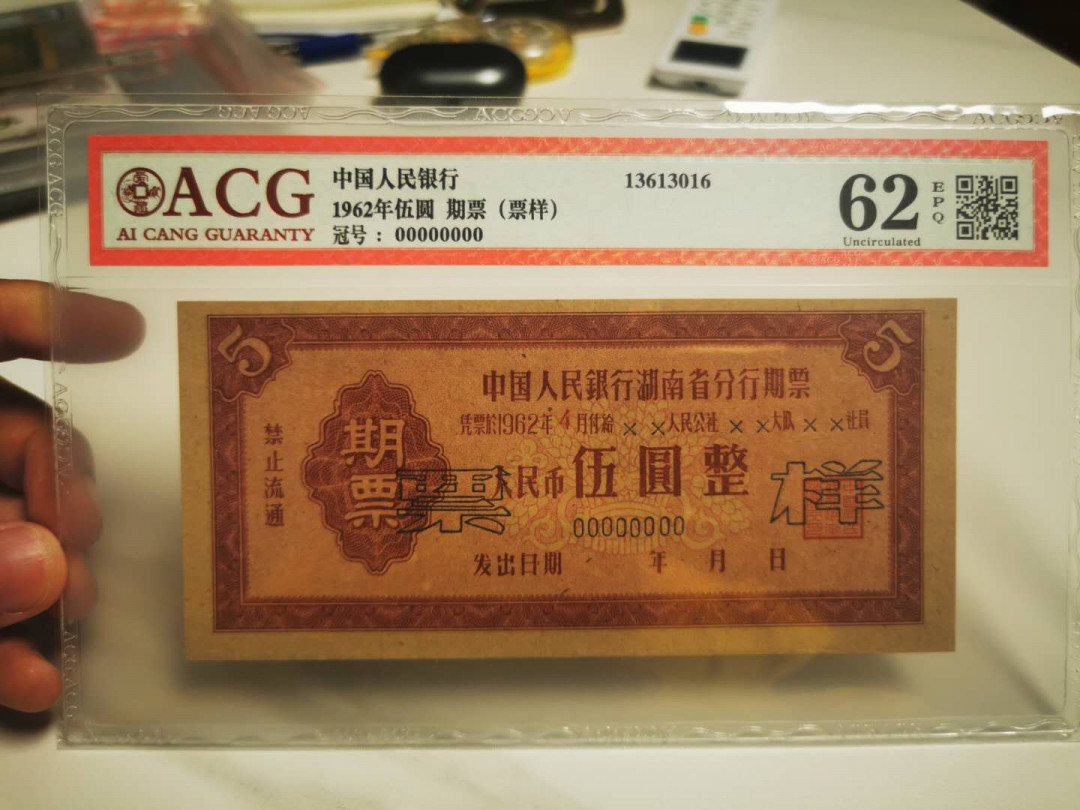 ACG
AI CANG GUARANTY
中国人民银行
1962年伍圆 期票（票样）
冠号：00000000
13613016
62
EPQ
Uncirculated
5
5
中国人民銀行湖南省分行期票
凭票於1962年4月付給××人民公社××大队××社員
禁止流通
期票
人民币伍圓整
票样
00000000
发出日期 年 月 日